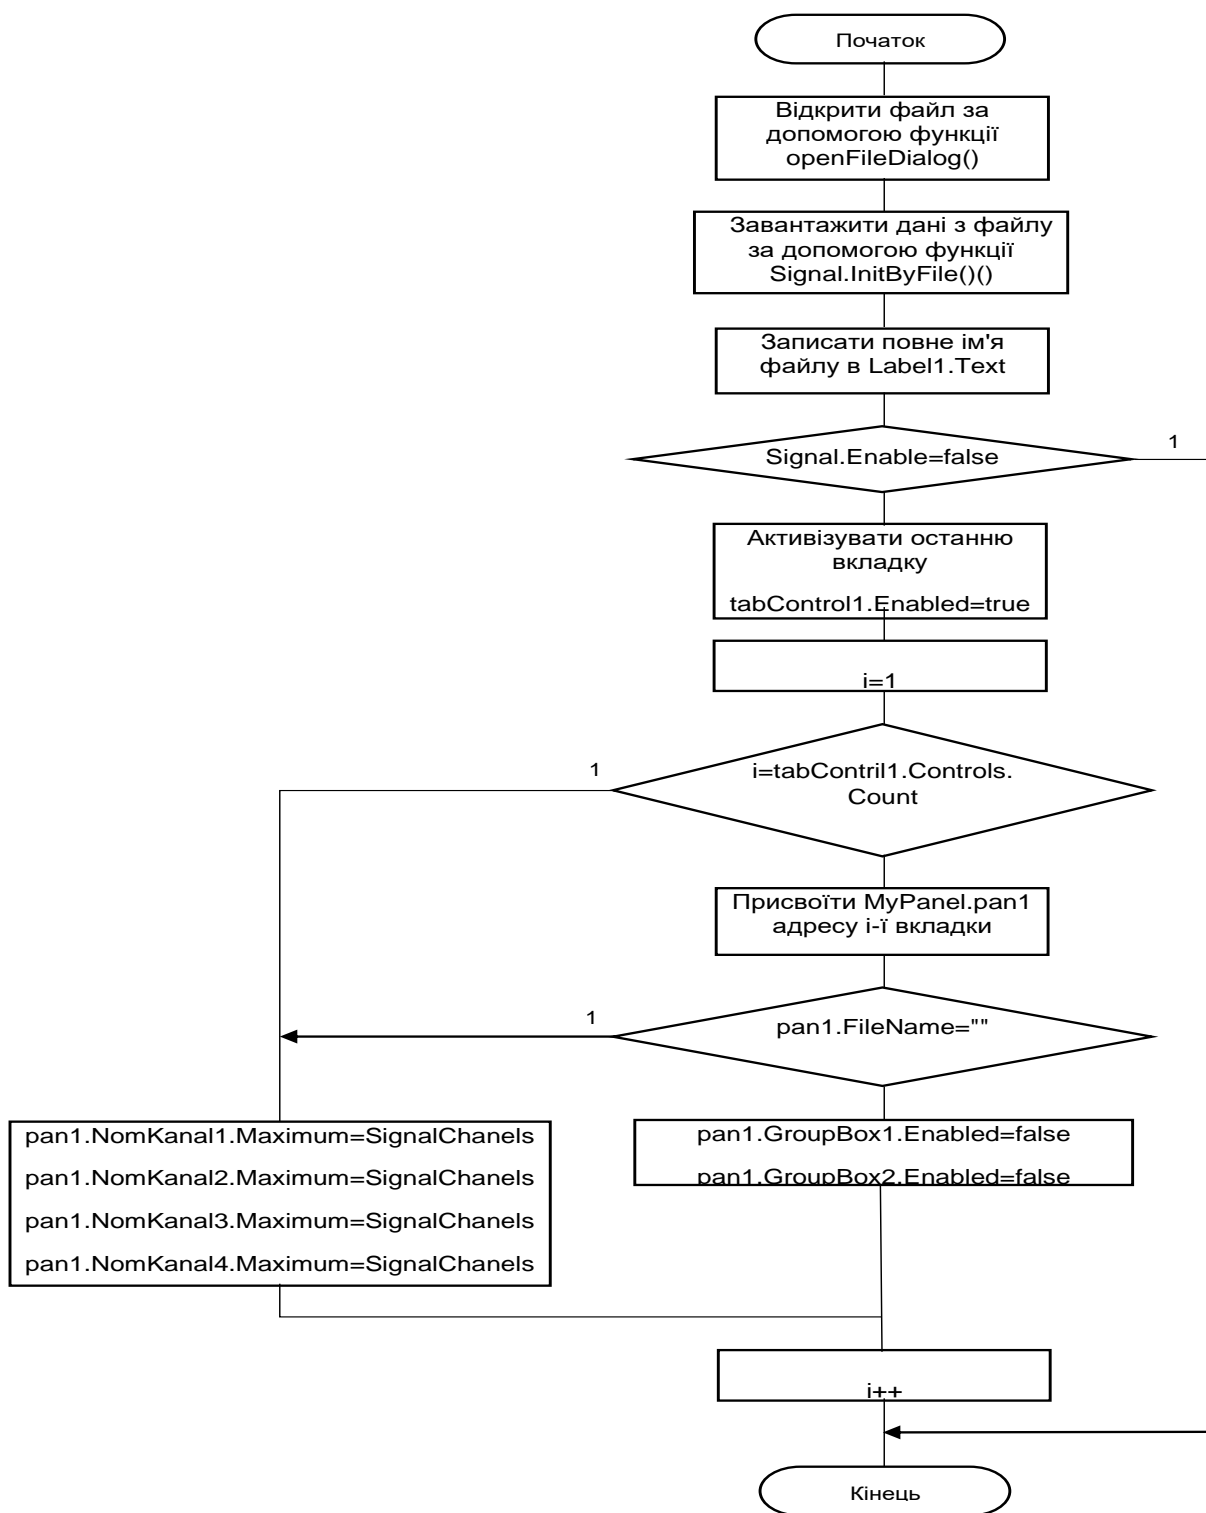 Початок
Відкрити файл за
допомогою функції
openFileDialog()
Завантажити дані з файлу
за допомогою функції
Signal.InitByFile()()
Записати повне ім'я
файлу в Label1.Text
Signal.Enable=false
1
Активізувати останню
вкладку
tabControl1.Enabled=true
i=1
1
i=tabContril1.Controls.
Count
Присвоїти MyPanel.pan1
адресу i-ї вкладки
1
pan1.FileName=""
pan1.NomKanal1.Maximum=SignalChanels
pan1.NomKanal2.Maximum=SignalChanels
pan1.NomKanal3.Maximum=SignalChanels
pan1.NomKanal4.Maximum=SignalChanels
pan1.GroupBox1.Enabled=false
pan1.GroupBox2.Enabled=false
i++
Кінець